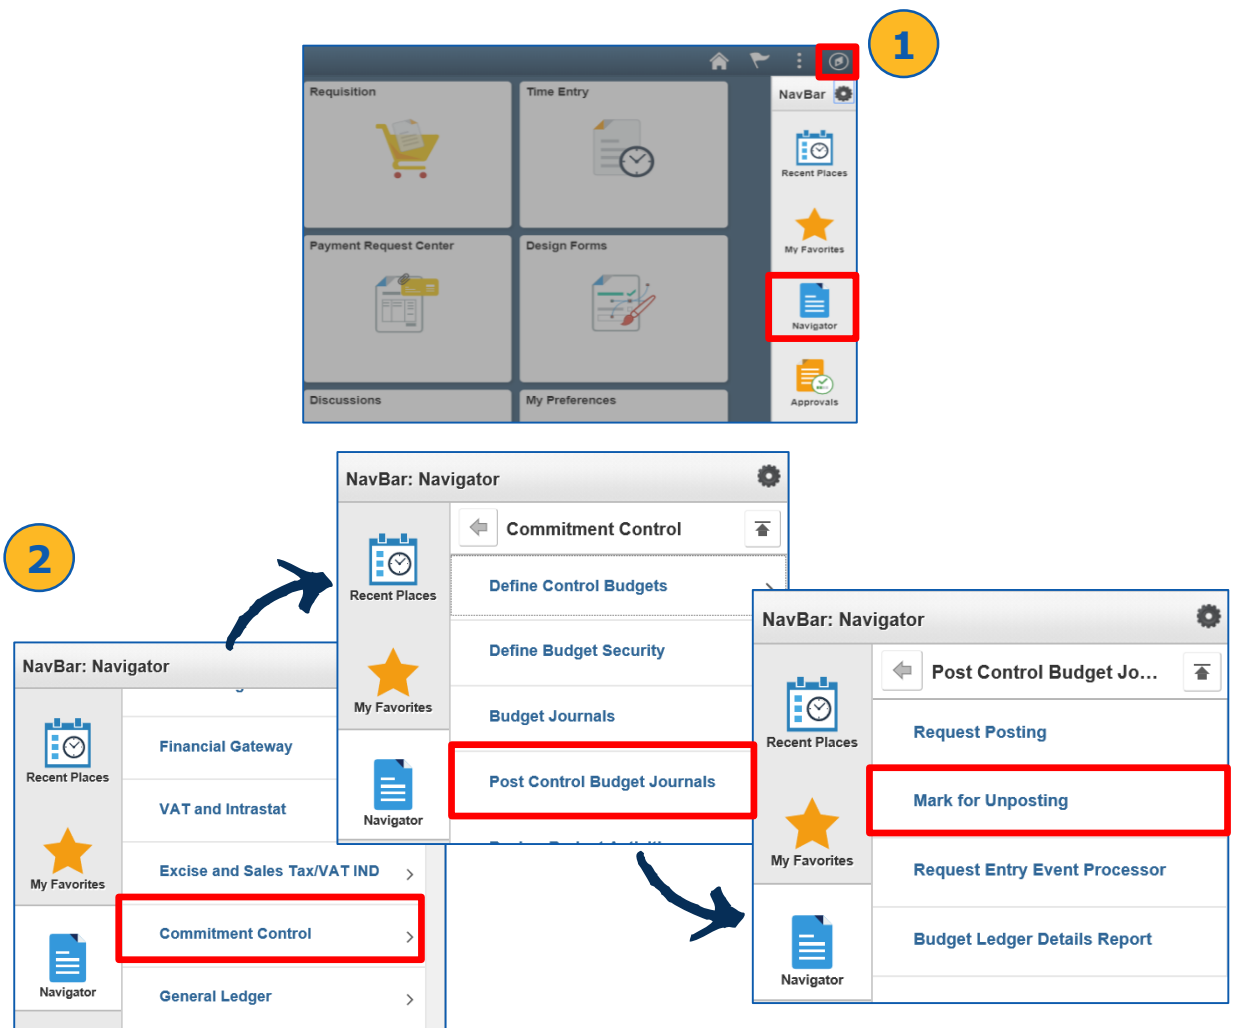 1
Requisition
Time Entry
NavBar
Recent Places
My Favorites
Payment Request Center
Design Forms
Navigator
Approvals
Discussions
My Preferences
2
NavBar: Navigator
Commitment Control
Recent Places
My Favorites
Navigator
Define Control Budgets
Define Budget Security
Budget Journals
Post Control Budget Journals
NavBar: Navigator
Recent Places
My Favorites
Navigator
Financial Gateway
VAT and Intrastat
Excise and Sales Tax/VAT IND
Commitment Control
General Ledger
NavBar: Navigator
Post Control Budget Jo...
Recent Places
My Favorites
Navigator
Request Posting
Mark for Unposting
Request Entry Event Processor
Budget Ledger Details Report